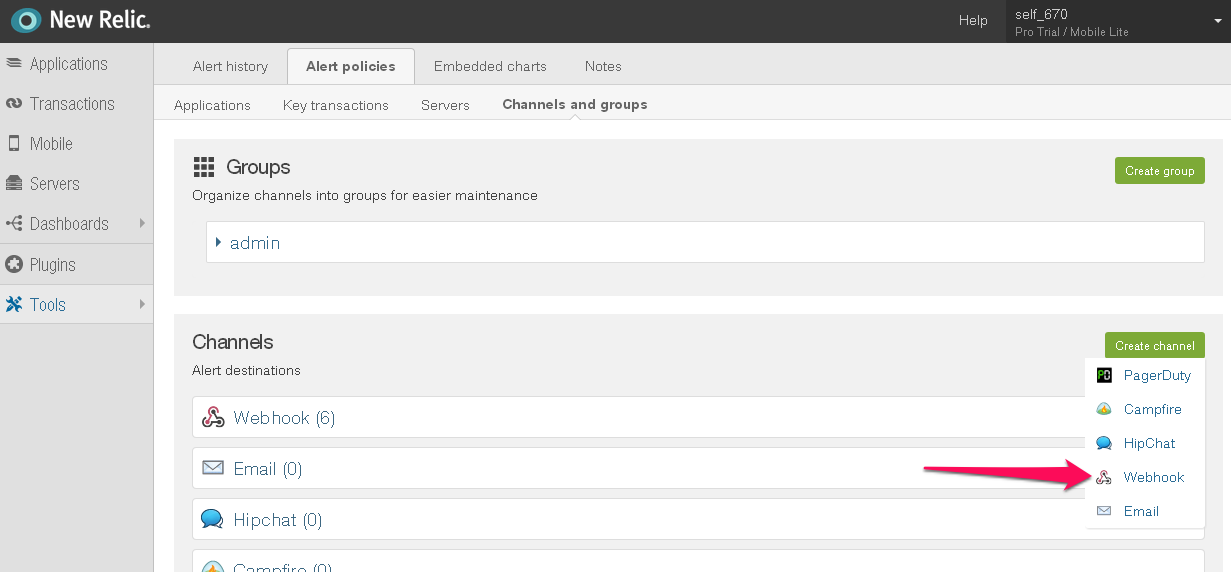 New Relic.
Help
self_670
Pro Trial / Mobile Lite
Applications
Transactions
Mobile
Servers
Dashboards
Plugins
Tools
Alert history
Alert policies
Embedded charts
Notes
Applications
Key transactions
Servers
Channels and groups
Groups
Create group
Organize channels into groups for easier maintenance
admin
Channels
Create channel
Alert destinations
PagerDuty
Campfire
HipChat
Webhook
Email
Webhook (6)
Email (0)
Hipchat (0)
Campfire (0)